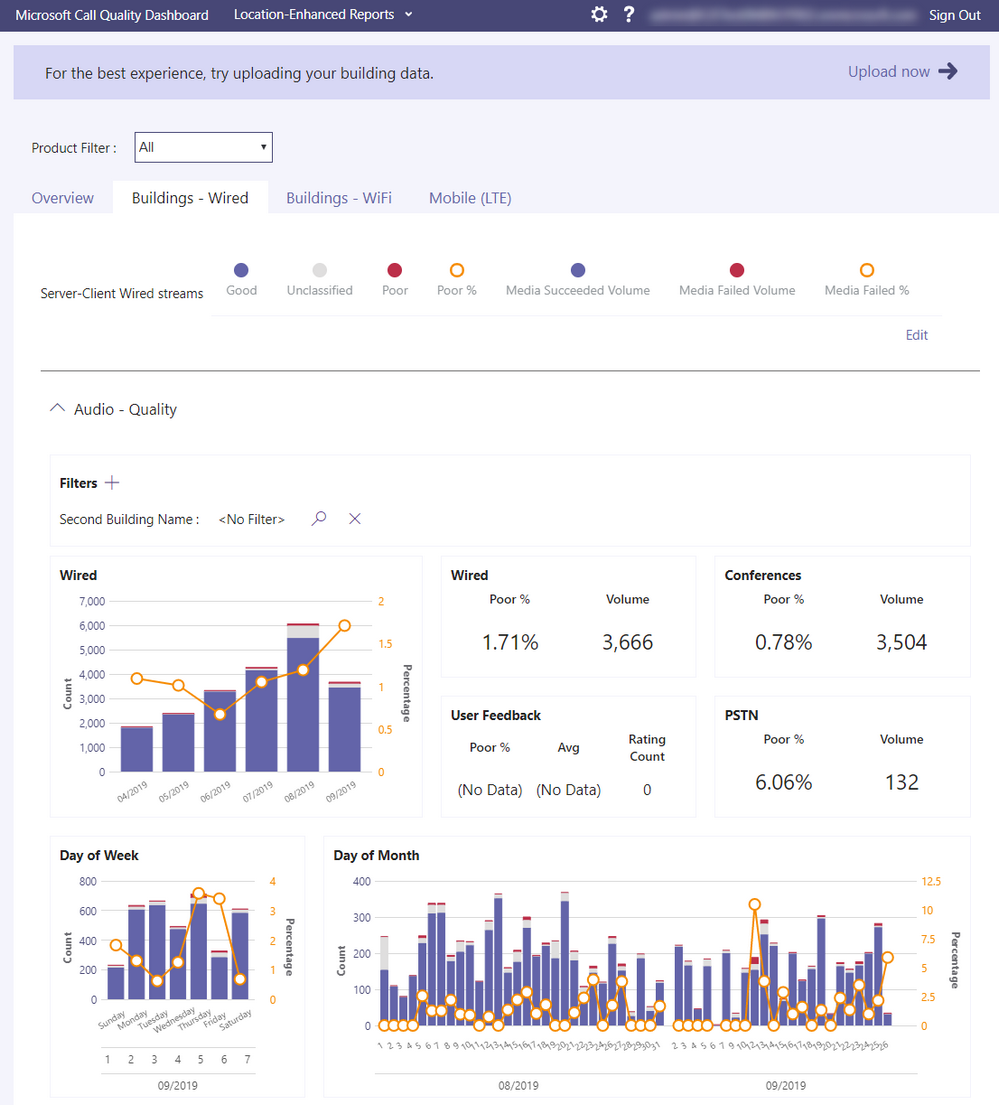 Microsoft Call Quality Dashboard Location-Enhanced Reports ? Sign Out
For the best experience, try uploading your building data. Upload now
Product Filter : All
Overview Buildings - Wired Buildings - WiFi Mobile (LTE)
Server-Client Wired streams Good Unclassified Poor Poor % Media Succeeded Volume Media Failed Volume Media Failed %
Edit
Audio - Quality
Filters
Second Building Name : <No Filter>
Wired
7,000
6,000
5,000
4,000
3,000
2,000
1,000
0
Count
2
1.5
1
0.5
0
Percentage
04/2019 05/2019 06/2019 07/2019 08/2019 09/2019
Wired
Poor % Volume
1.71% 3,666
Conferences
Poor % Volume
0.78% 3,504
User Feedback
Poor % Avg Rating
Count
(No Data) (No Data) 0
PSTN
Poor % Volume
6.06% 132
Day of Week
800
600
400
200
0
Count
4
3
2
1
0
Percentage
Sunday Monday Tuesday Wednesday Thursday Friday Saturday
1 2 3 4 5 6 7
09/2019
Day of Month
400
300
200
100
0
Count
12.5
10
7.5
5
2.5
0
Percentage
1 2 3 4 5 6 7 8 9 10 11 12 13 14 15 16 17 18 19 20 21 22 23 24 26 27 28 29 30 31 2 3 4 5 6 7 9 10 12 13 14 15 16 17 18 19 20 21 22 23 24 25 26
08/2019 09/2019